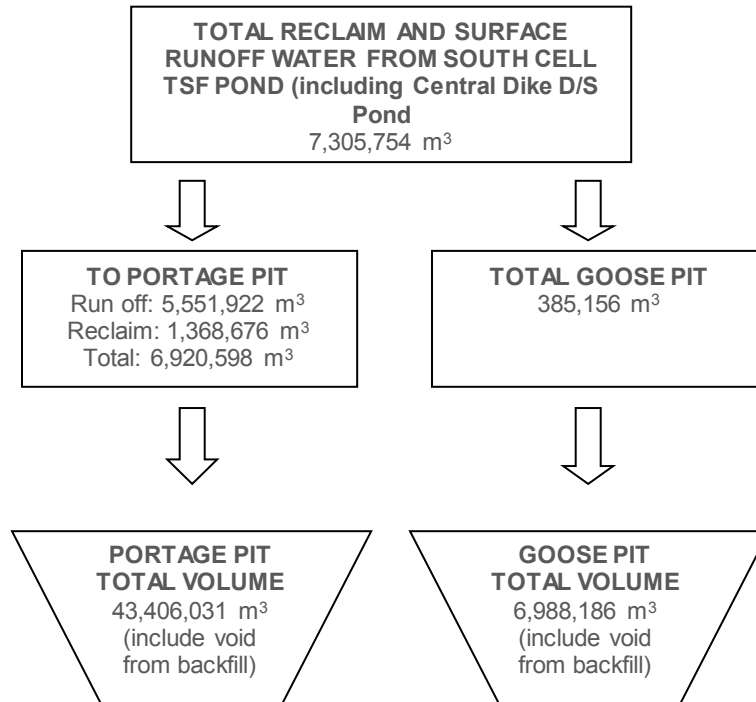 TOTAL RECLAIM AND SURFACE
RUNOFF WATER FROM SOUTH CELL
TSF POND (including Central Dike D/S
Pond
7,305,754 m³
TO PORTAGE PIT
Run off: 5,551,922 m³
Reclaim: 1,368,676 m³
Total: 6,920,598 m³
TOTAL GOOSE PIT
385,156 m³
PORTAGE PIT
TOTAL VOLUME
43,406,031 m³
(include void
from backfill)
GOOSE PIT
TOTAL VOLUME
6,988,186 m³
(include void
from backfill)